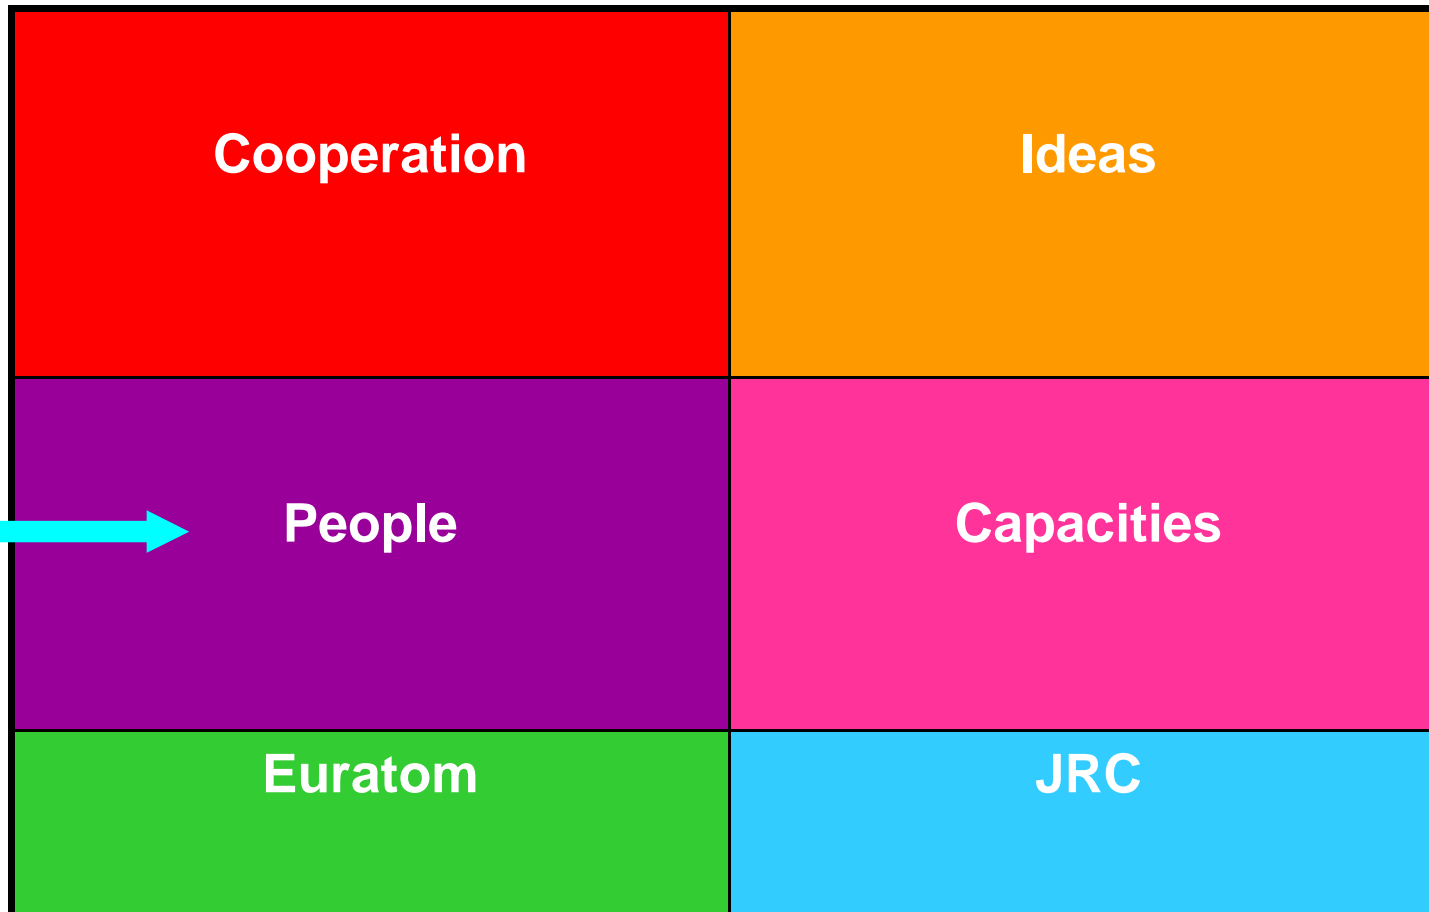 Cooperation
Ideas
People
Capacities
Euratom
JRC